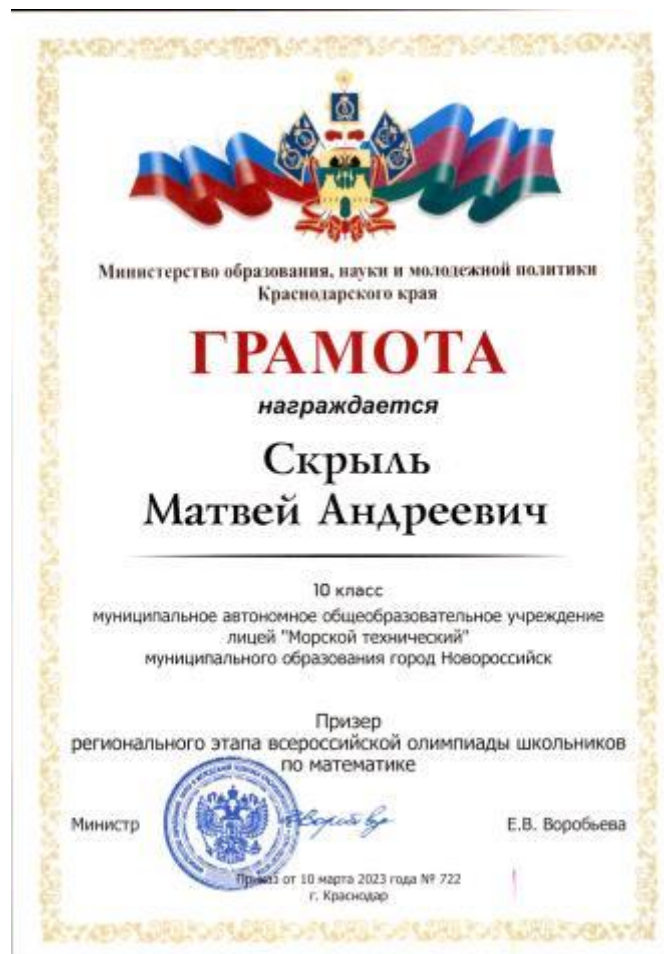 Министерство образования, науки и молодежной политики
Краснодарского края
ГРАМОТА
награждается
Скрыль
Матвей Андреевич
10 класс
муниципальное автономное общеобразовательное учреждение
лицей "Морской технический"
муниципального образования город Новороссийск
Призер
регионального этапа всероссийской олимпиады школьников
по математике
Министр
Е.В. Воробьева
Приказ от 10 марта 2023 года № 722
г. Краснодар